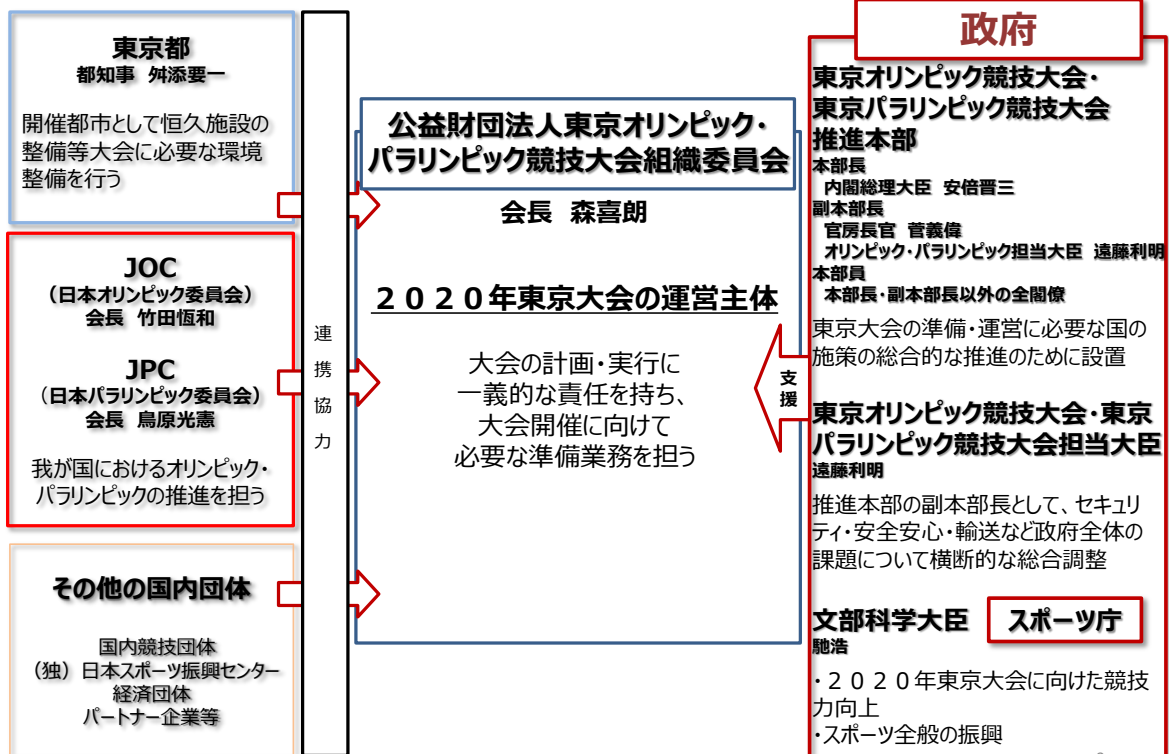 東京都
都知事 舛添要一
開催都市として恒久施設の
整備等大会に必要な環境
整備を行う
JOC
(日本オリンピック委員会)
会長 竹田恆和
JPC
(日本パラリンピック委員会)
会長 鳥原光憲
我が国におけるオリンピック・
パラリンピックの推進を担う
その他の国内団体
国内競技団体
(独)日本スポーツ振興センター
経済団体
パートナー企業等
連
携
協
力
公益財団法人東京オリンピック・
パラリンピック競技大会組織委員会
会長 森喜朗
2020年東京大会の運営主体
大会の計画・実行に
一義的な責任を持ち、
大会開催に向けて
必要な準備業務を担う
支
援
政府
東京オリンピック競技大会・
東京パラリンピック競技大会
推進本部
本部長
内閣総理大臣 安倍晋三
副本部長
官房長官 菅義偉
オリンピック・パラリンピック担当大臣 遠藤利明
本部員
本部長・副本部長以外の全閣僚
東京大会の準備・運営に必要な国の
施策の総合的な推進のために設置
東京オリンピック競技大会・東京
パラリンピック競技大会担当大臣
遠藤利明
推進本部の副本部長として、セキュリ
ティ・安全安心・輸送など政府全体の
課題について横断的な総合調整
文部科学大臣 スポーツ庁
馳浩
・2020年東京大会に向けた競技
力向上
・スポーツ全般の振興